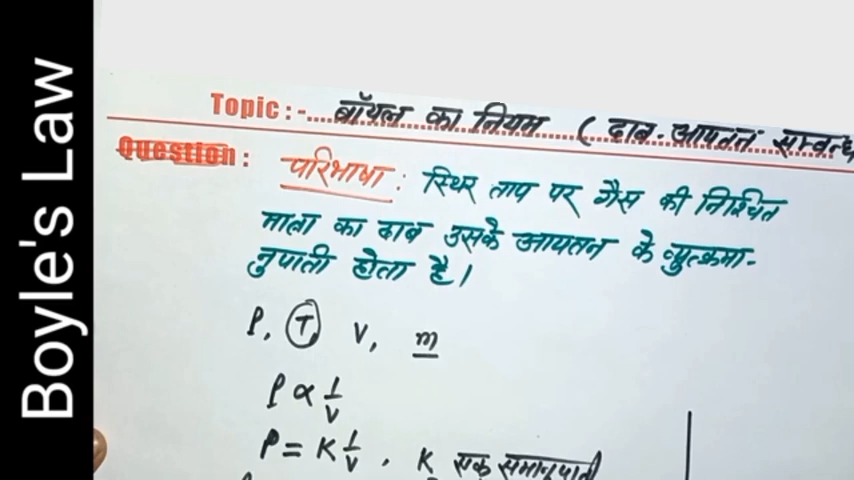 Boyle's Law
Topic :- बॉयल का नियम ( दाब-आयतन सम्बन्ध
Question : परिभाषा : स्थिर ताप पर गैस की निश्चित
मात्रा का दाब उसके आयतन के व्युत्क्रमा-
नुपाती होता है।
P, T, V, m
P ∝ 1/V
P = K 1/V , K एक समानुपाती